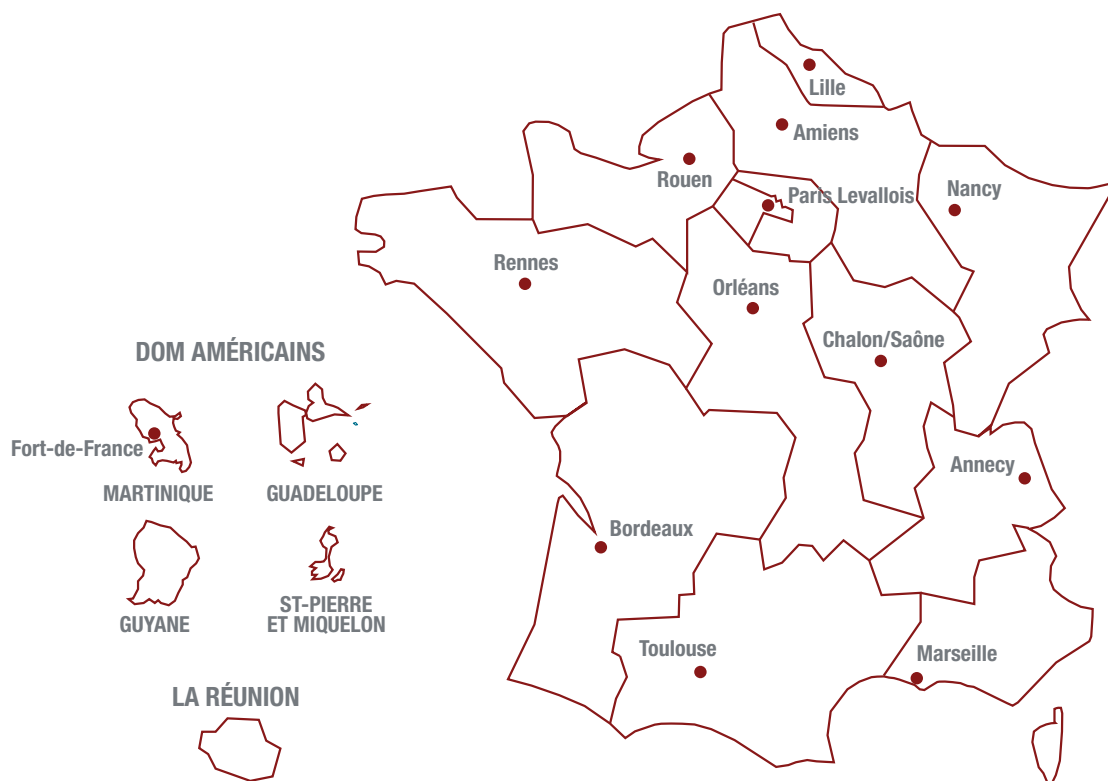 Lille
Amiens
Rouen
Paris Levallois
Nancy
Rennes
Orléans
Chalon/Saône
DOM AMÉRICAINS
Fort-de-France
MARTINIQUE
GUADELOUPE
Annecy
Bordeaux
GUYANE
ST-PIERRE
ET MIQUELON
Toulouse
Marseille
LA RÉUNION